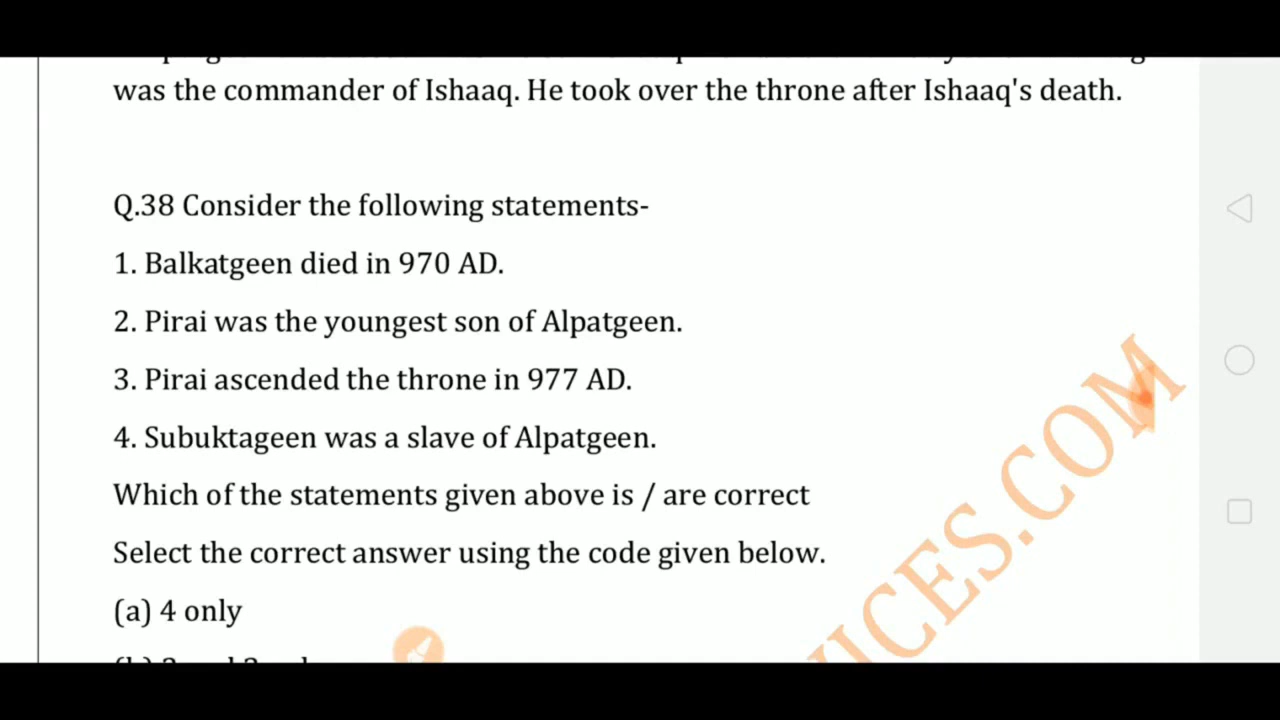 was the commander of Ishaaq. He took over the throne after Ishaaq's death.
Q.38 Consider the following statements-
1. Balkatgeen died in 970 AD.
2. Pirai was the youngest son of Alpatgeen.
3. Pirai ascended the throne in 977 AD.
4. Subuktageen was a slave of Alpatgeen.
Which of the statements given above is / are correct
Select the correct answer using the code given below.
(a) 4 only
ICES.COM